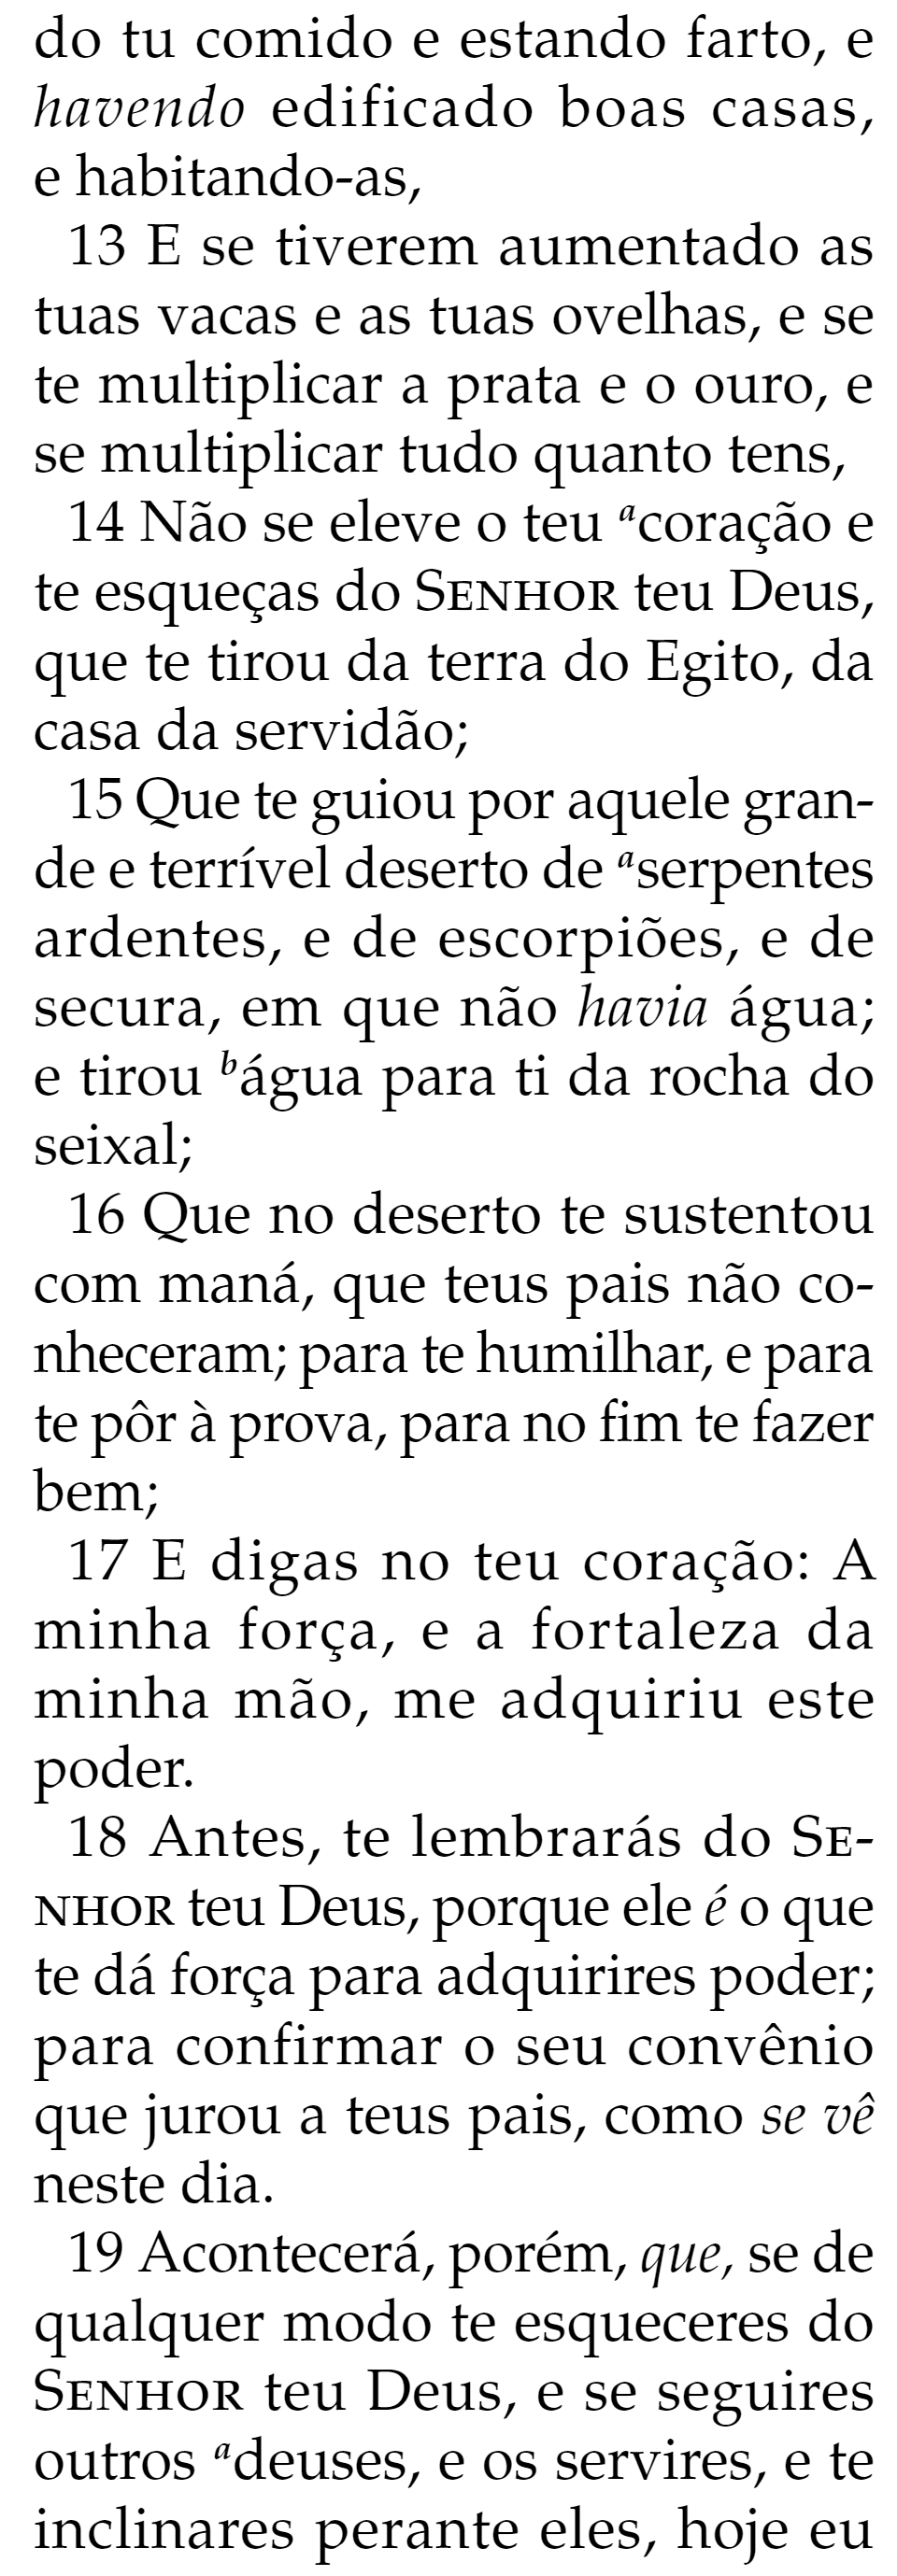 do tu comido e estando farto, e
havendo edificado boas casas,
e habitando-as,
13 E se tiverem aumentado as
tuas vacas e as tuas ovelhas, e se
te multiplicar a prata e o ouro, e
se multiplicar tudo quanto tens,
14 Não se eleve o teu ᵃcoração e
te esqueças do SENHOR teu Deus,
que te tirou da terra do Egito, da
casa da servidão;
15 Que te guiou por aquele gran-
de e terrível deserto de ᵃserpentes
ardentes, e de escorpiões, e de
secura, em que não havia água;
e tirou ᵇágua para ti da rocha do
seixal;
16 Que no deserto te sustentou
com maná, que teus pais não co-
nheceram; para te humilhar, e para
te pôr à prova, para no fim te fazer
bem;
17 E digas no teu coração: A
minha força, e a fortaleza da
minha mão, me adquiriu este
poder.
18 Antes, te lembrarás do SE-
NHOR teu Deus, porque ele é o que
te dá força para adquirires poder;
para confirmar o seu convênio
que jurou a teus pais, como se vê
neste dia.
19 Acontecerá, porém, que, se de
qualquer modo te esqueceres do
SENHOR teu Deus, e se seguires
outros ᵃdeuses, e os servires, e te
inclinares perante eles, hoje eu